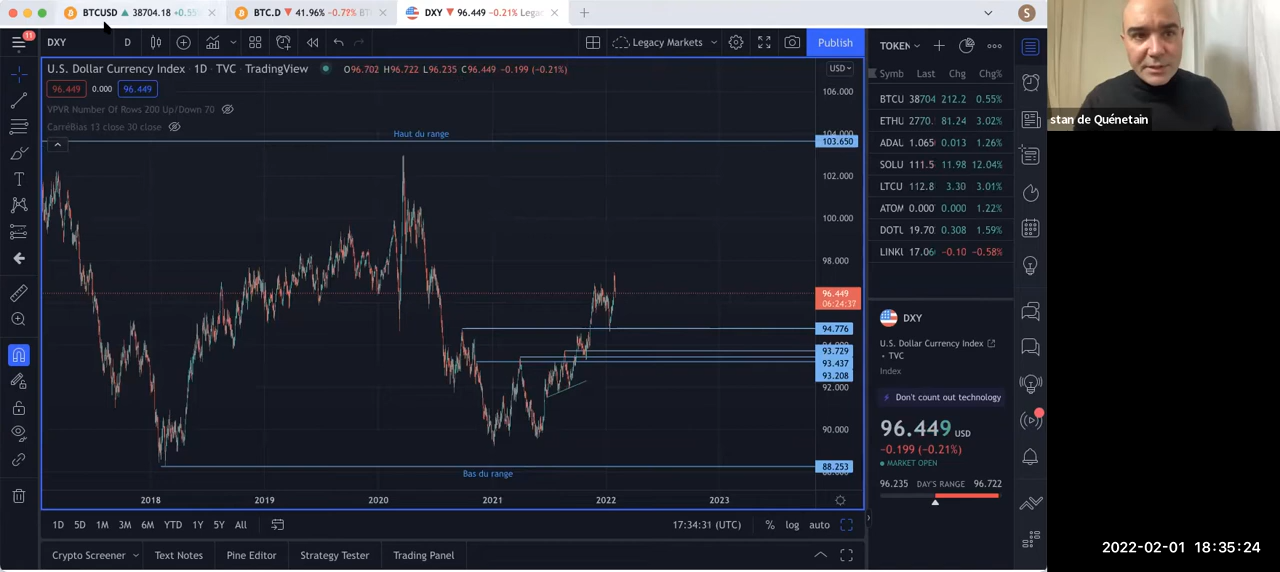 BTCUSD ▲ 38704.18 +0.55
BTC.D ▼ 41.96% -0.72%
DXY ▼ 96.449 -0.21% Legac
11
DXY
D
Legacy Markets
Publish
U.S. Dollar Currency Index · 1D · TVC · TradingView
O96.702 H96.722 L96.235 C96.449 -0.199 (-0.21%)
96.449 0.000 96.449
VPVR Number Of Rows 200 Up/Down 70
CarréBias 13 close 30 close
USD
106.000
104.000
103.650
102.000
100.000
98.000
96.449
06:24:37
94.776
93.729
93.437
93.208
92.000
90.000
88.253
Haut du range
Bas du range
2018 2019 2020 2021 2022 2023
1D 5D 1M 3M 6M YTD 1Y 5Y All
17:34:31 (UTC)
% log auto
Crypto Screener Text Notes Pine Editor Strategy Tester Trading Panel
S
TOKEN
Symb Last Chg Chg%
BTCU 38704 212.2 0.55%
ETHU 2770. 81.24 3.02%
ADAL 1.065 0.013 1.26%
SOLU 111.5 11.98 12.04%
LTCU 112.8 3.30 3.01%
ATOM 0.000 0.000 1.22%
DOTL 19.70 0.308 1.59%
LINKL 17.06 -0.10 -0.58%
DXY
U.S. Dollar Currency Index
• TVC
Index
Don't count out technology
96.449 USD
-0.199 (-0.21%)
MARKET OPEN
96.235 DAY'S RANGE 96.722
stan de Quénetain
2022-02-01 18:35:24